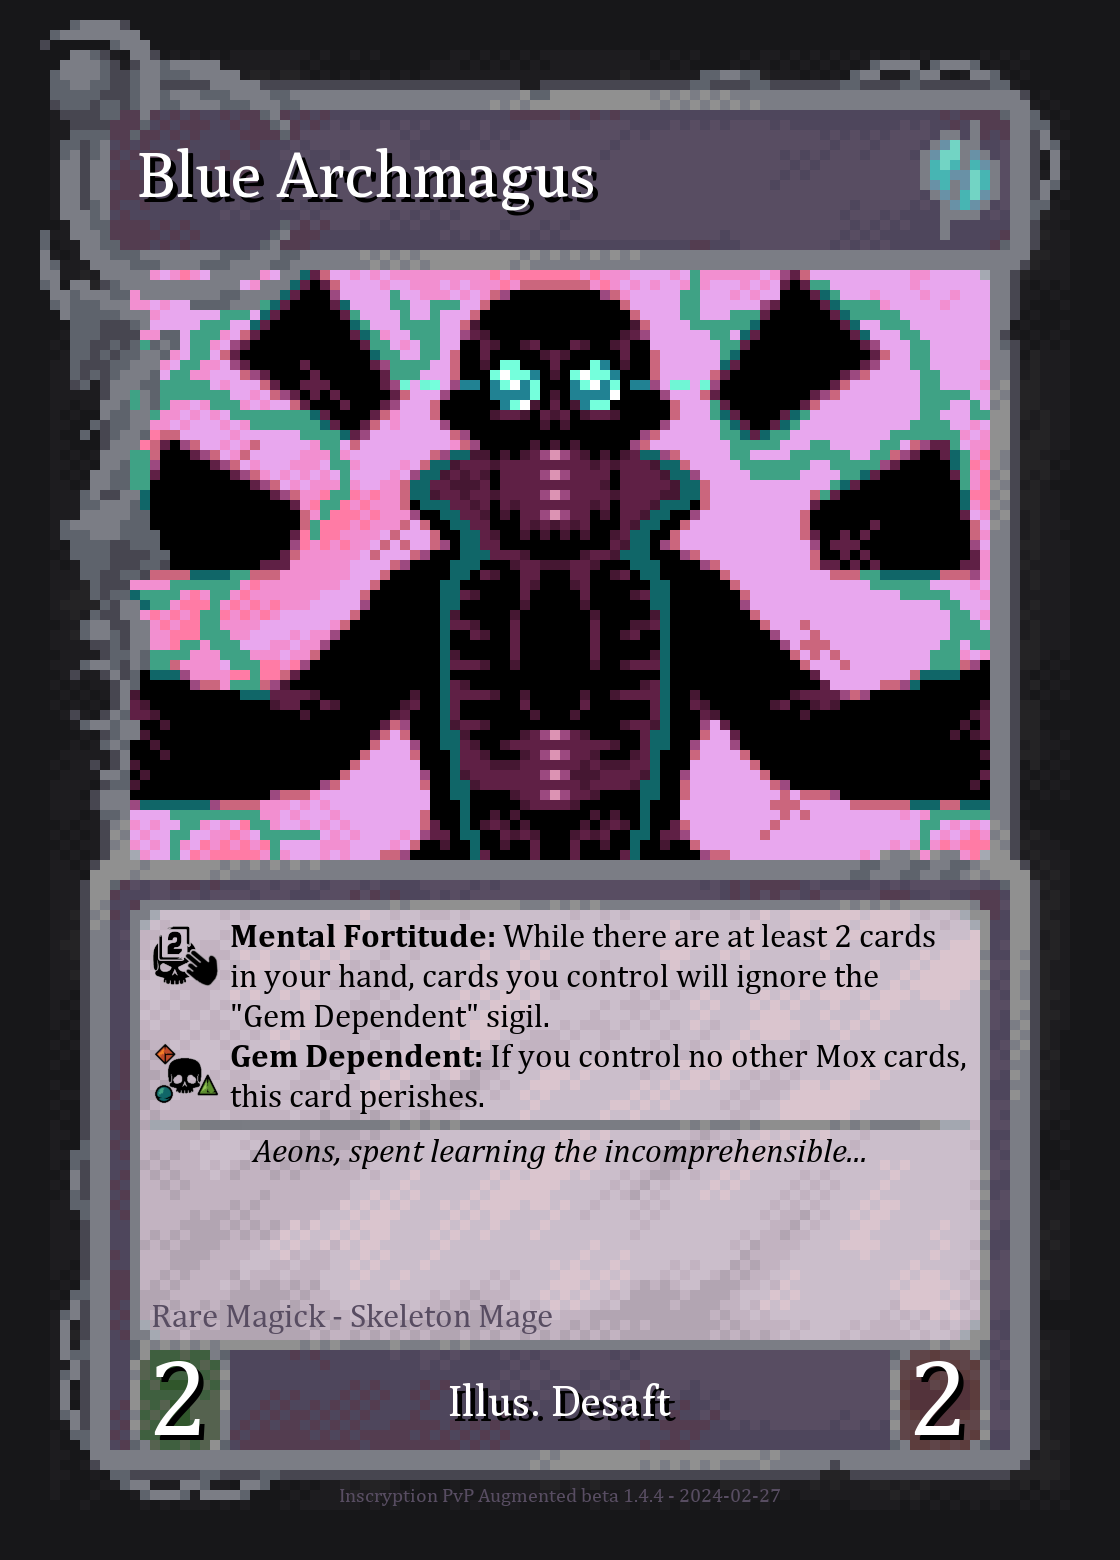 Blue Archmagus
2
Mental Fortitude: While there are at least 2 cards
in your hand, cards you control will ignore the
"Gem Dependent" sigil.
Gem Dependent: If you control no other Mox cards,
this card perishes.
Aeons, spent learning the incomprehensible...
Rare Magick - Skeleton Mage
2
Illus. Desaft
2
Inscryption PvP Augmented beta 1.4.4 - 2024-02-27